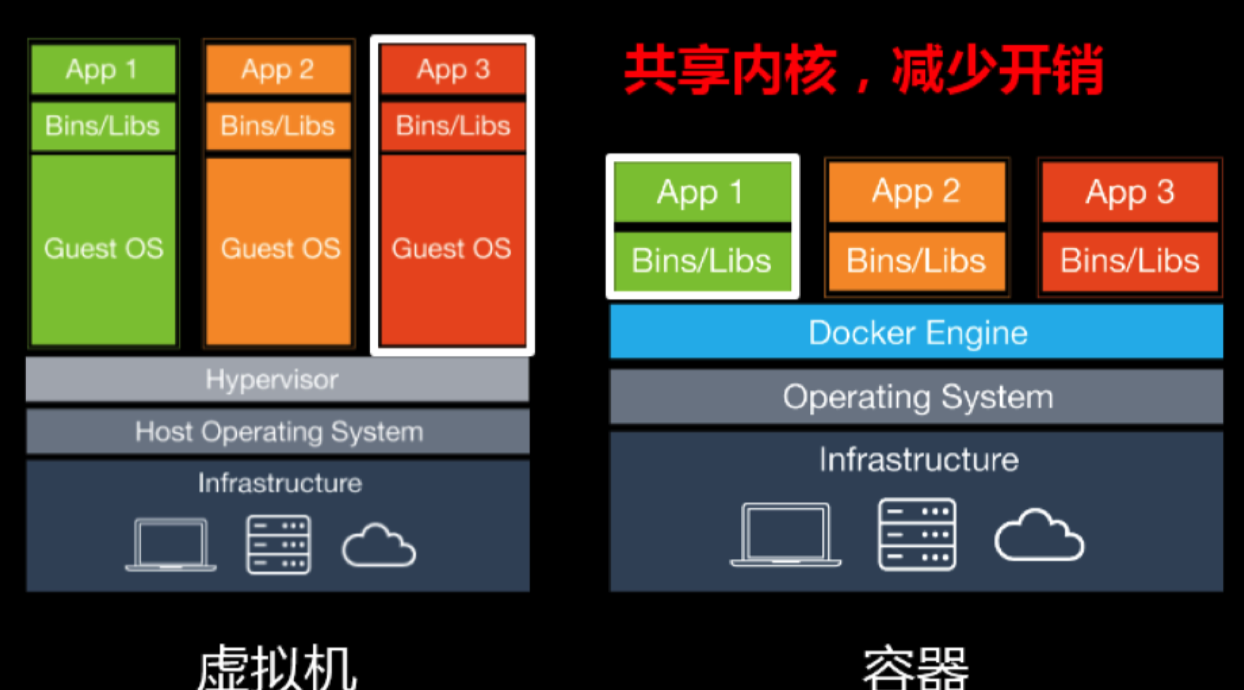 App 1
Bins/Libs
Guest OS
App 2
Bins/Libs
Guest OS
App 3
Bins/Libs
Guest OS
Hypervisor
Host Operating System
Infrastructure
虚拟机
共享内核，减少开销
App 1
Bins/Libs
App 2
Bins/Libs
App 3
Bins/Libs
Docker Engine
Operating System
Infrastructure
容器